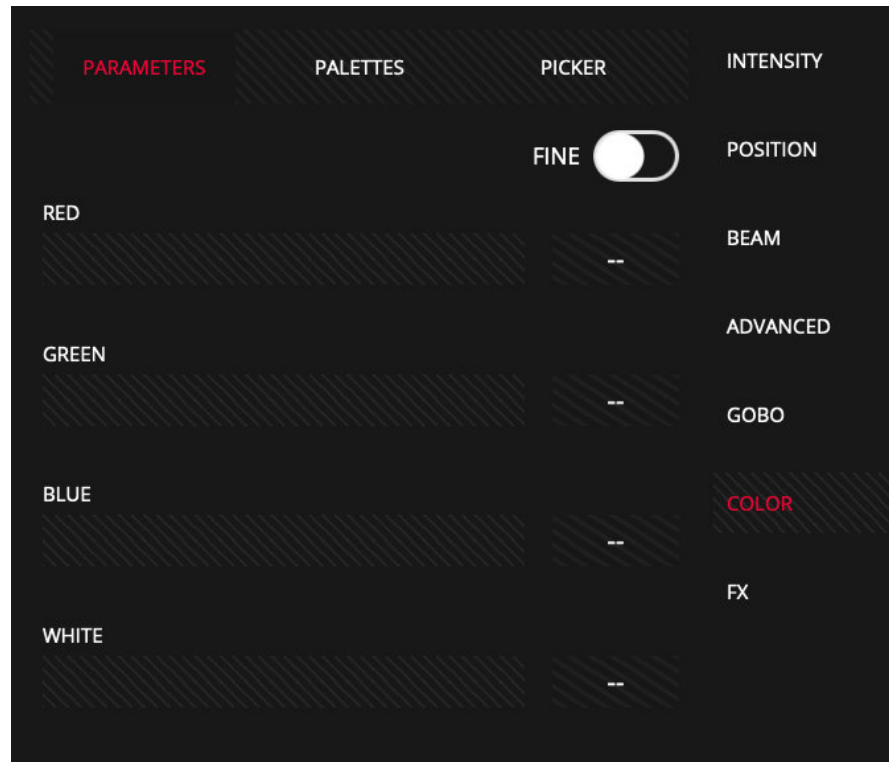 PARAMETERS PALETTES PICKER
FINE
RED
--
GREEN
--
BLUE
--
WHITE
--
INTENSITY
POSITION
BEAM
ADVANCED
GOBO
COLOR
FX